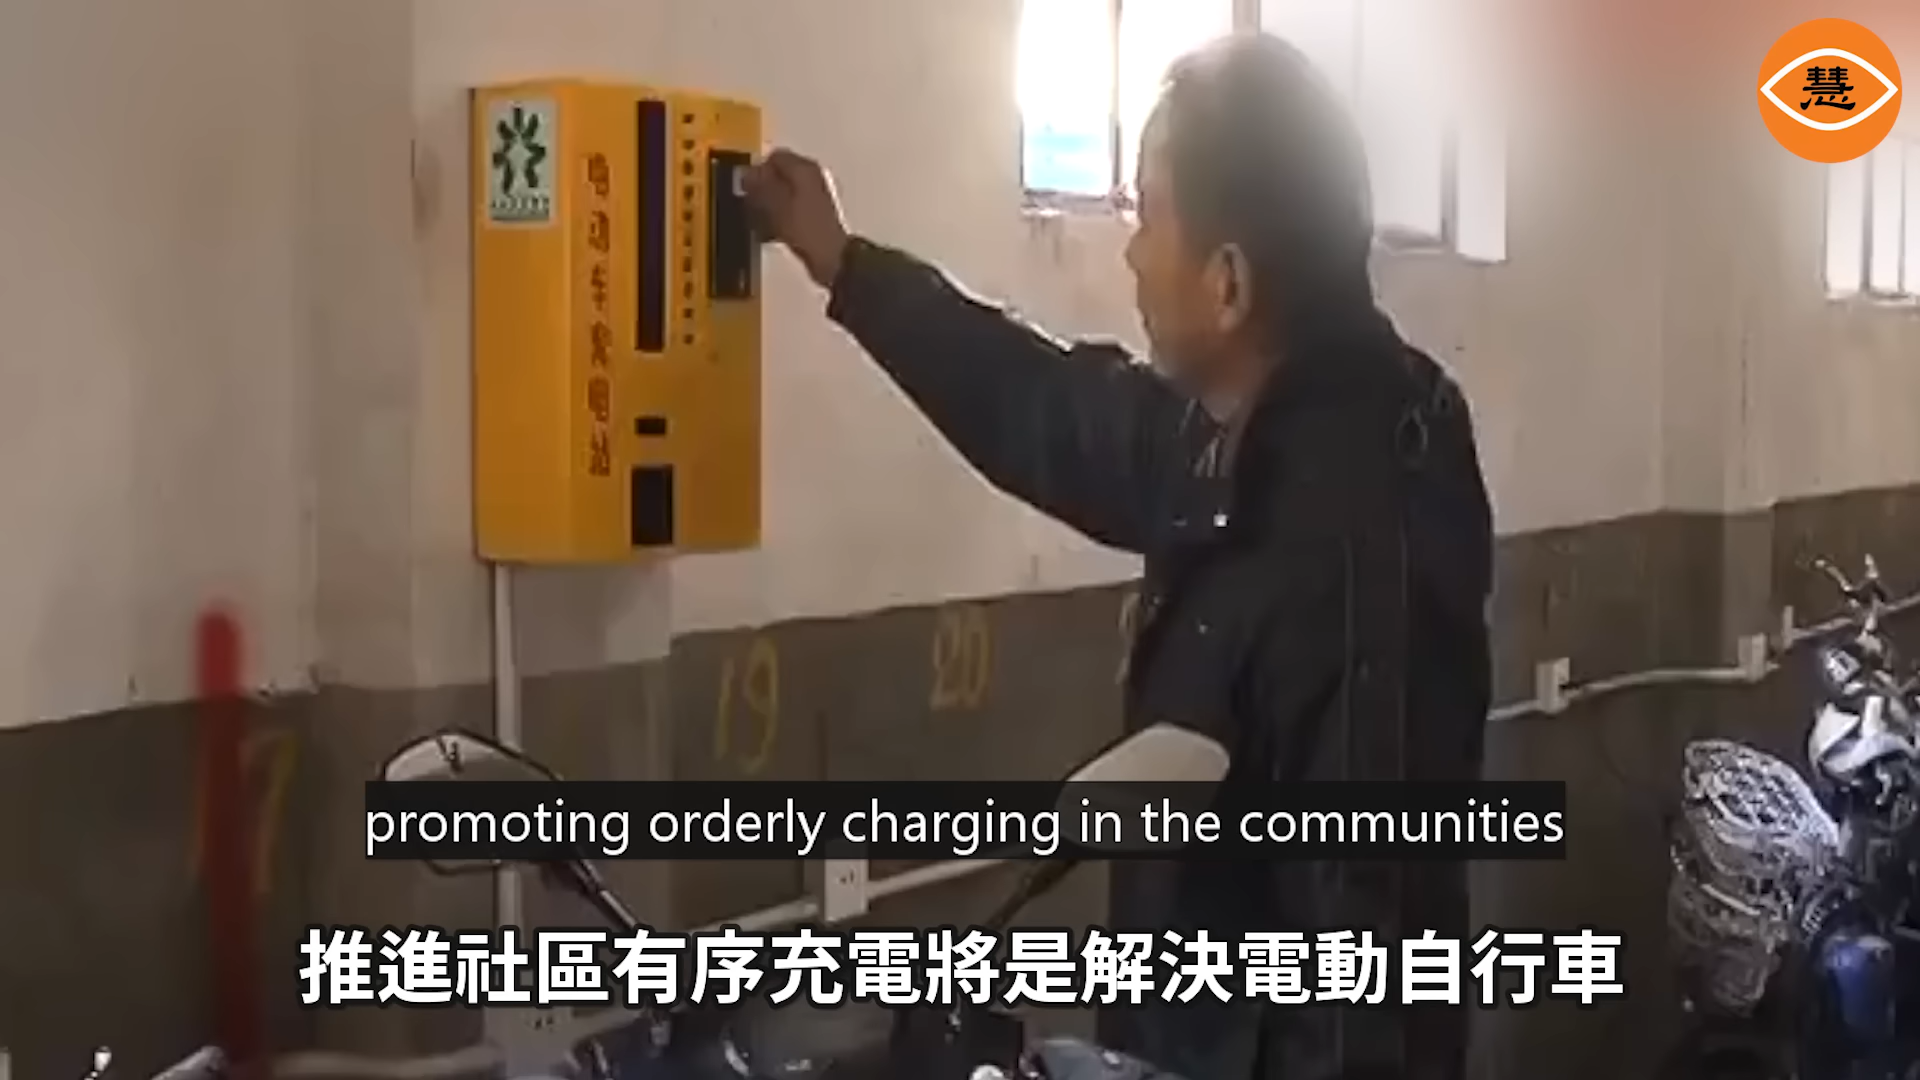 慧
电动车充电站
19
20
promoting orderly charging in the communities
推進社區有序充電將是解決電動自行車